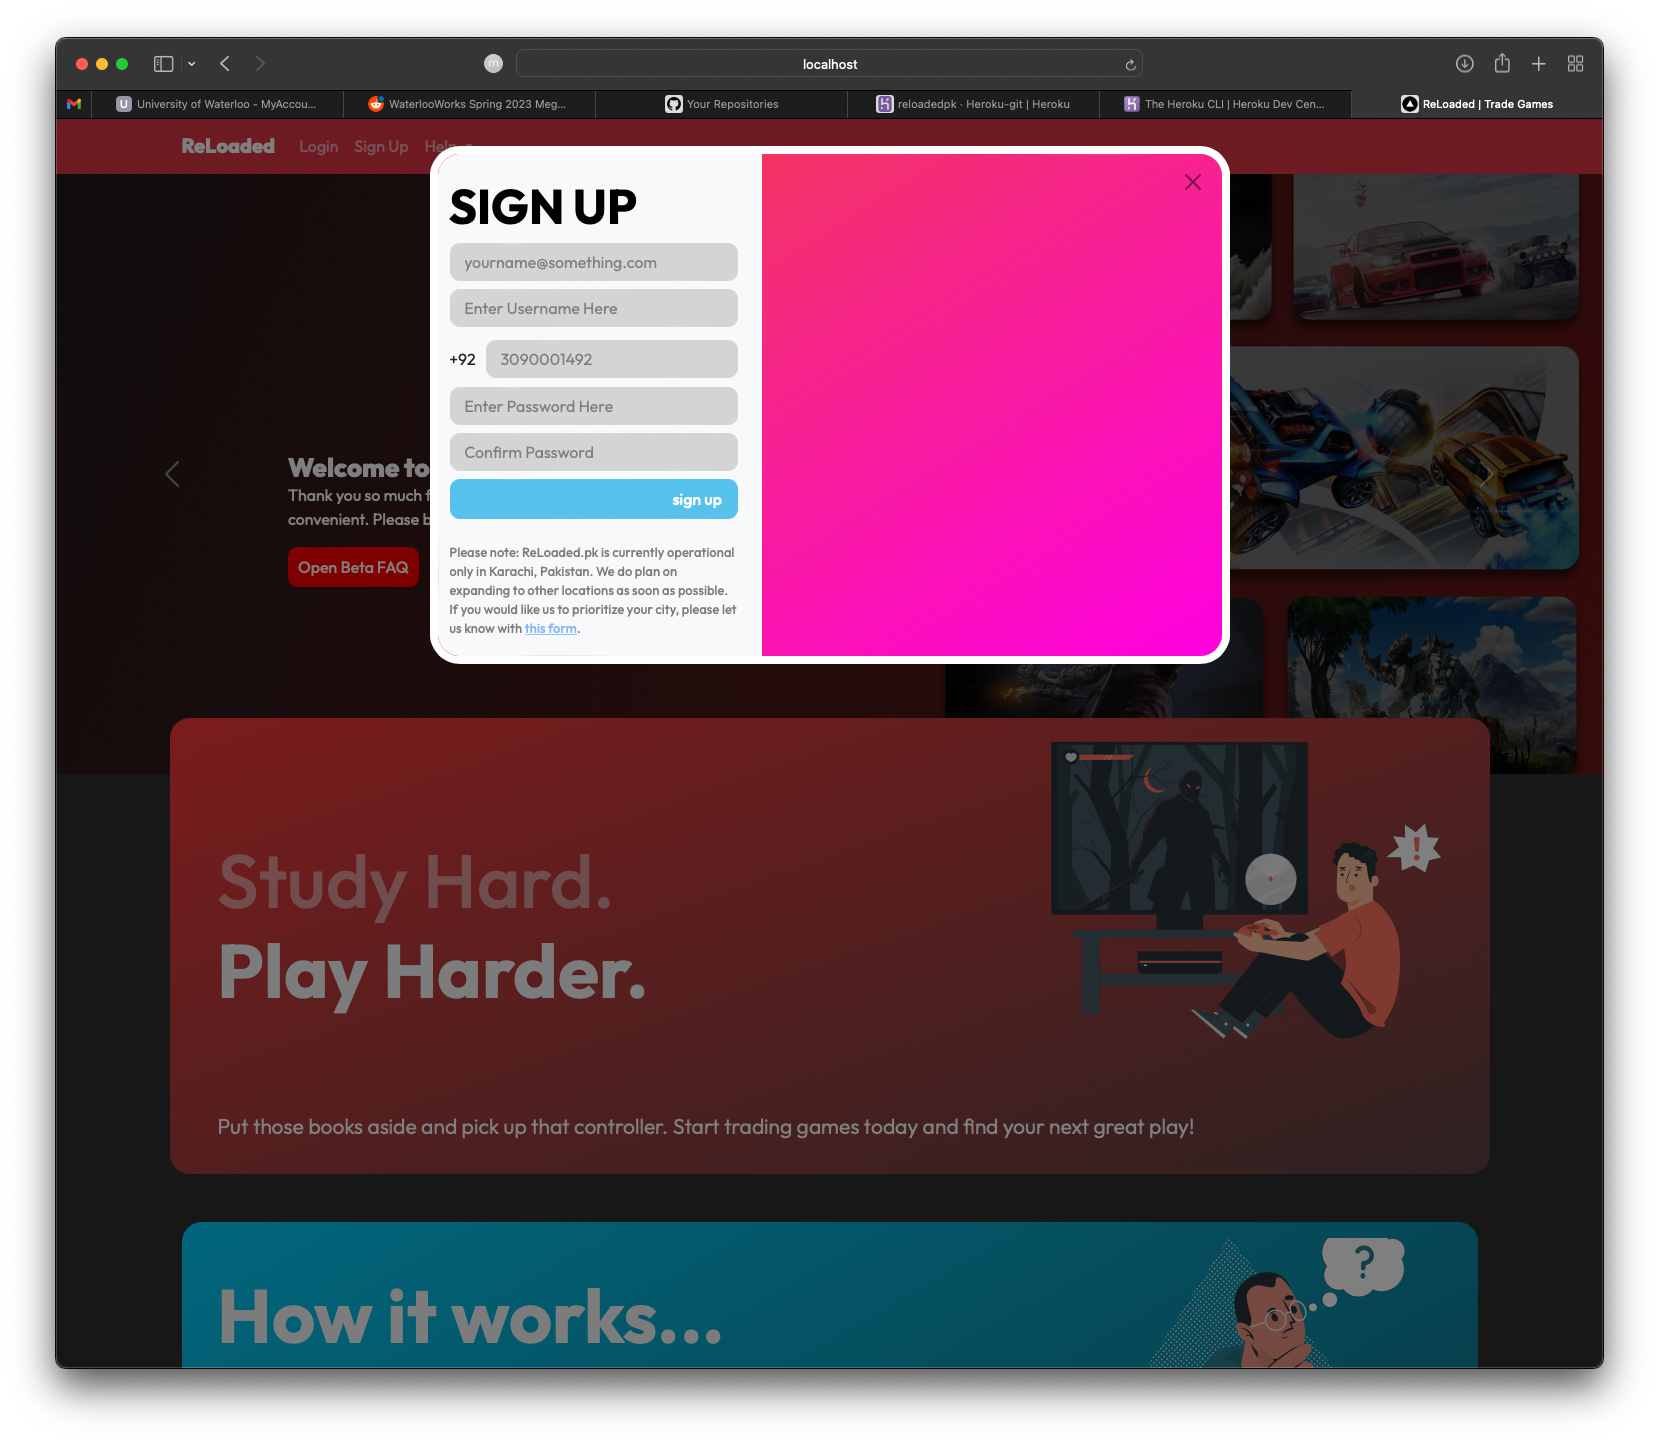 localhost
University of Waterloo - MyAccou...
WaterlooWorks Spring 2023 Meg...
Your Repositories
reloadedpk · Heroku-git | Heroku
The Heroku CLI | Heroku Dev Cen...
ReLoaded | Trade Games
ReLoaded Login Sign Up Help
SIGN UP
yourname@something.com
Enter Username Here
+92 3090001492
Enter Password Here
Confirm Password
sign up
Please note: ReLoaded.pk is currently operational
only in Karachi, Pakistan. We do plan on
expanding to other locations as soon as possible.
If you would like us to prioritize your city, please let
us know with this form.
Welcome to
Thank you so much
convenient. Please
Open Beta FAQ
!
Study Hard.
Play Harder.
Put those books aside and pick up that controller. Start trading games today and find your next great play!
?
How it works...